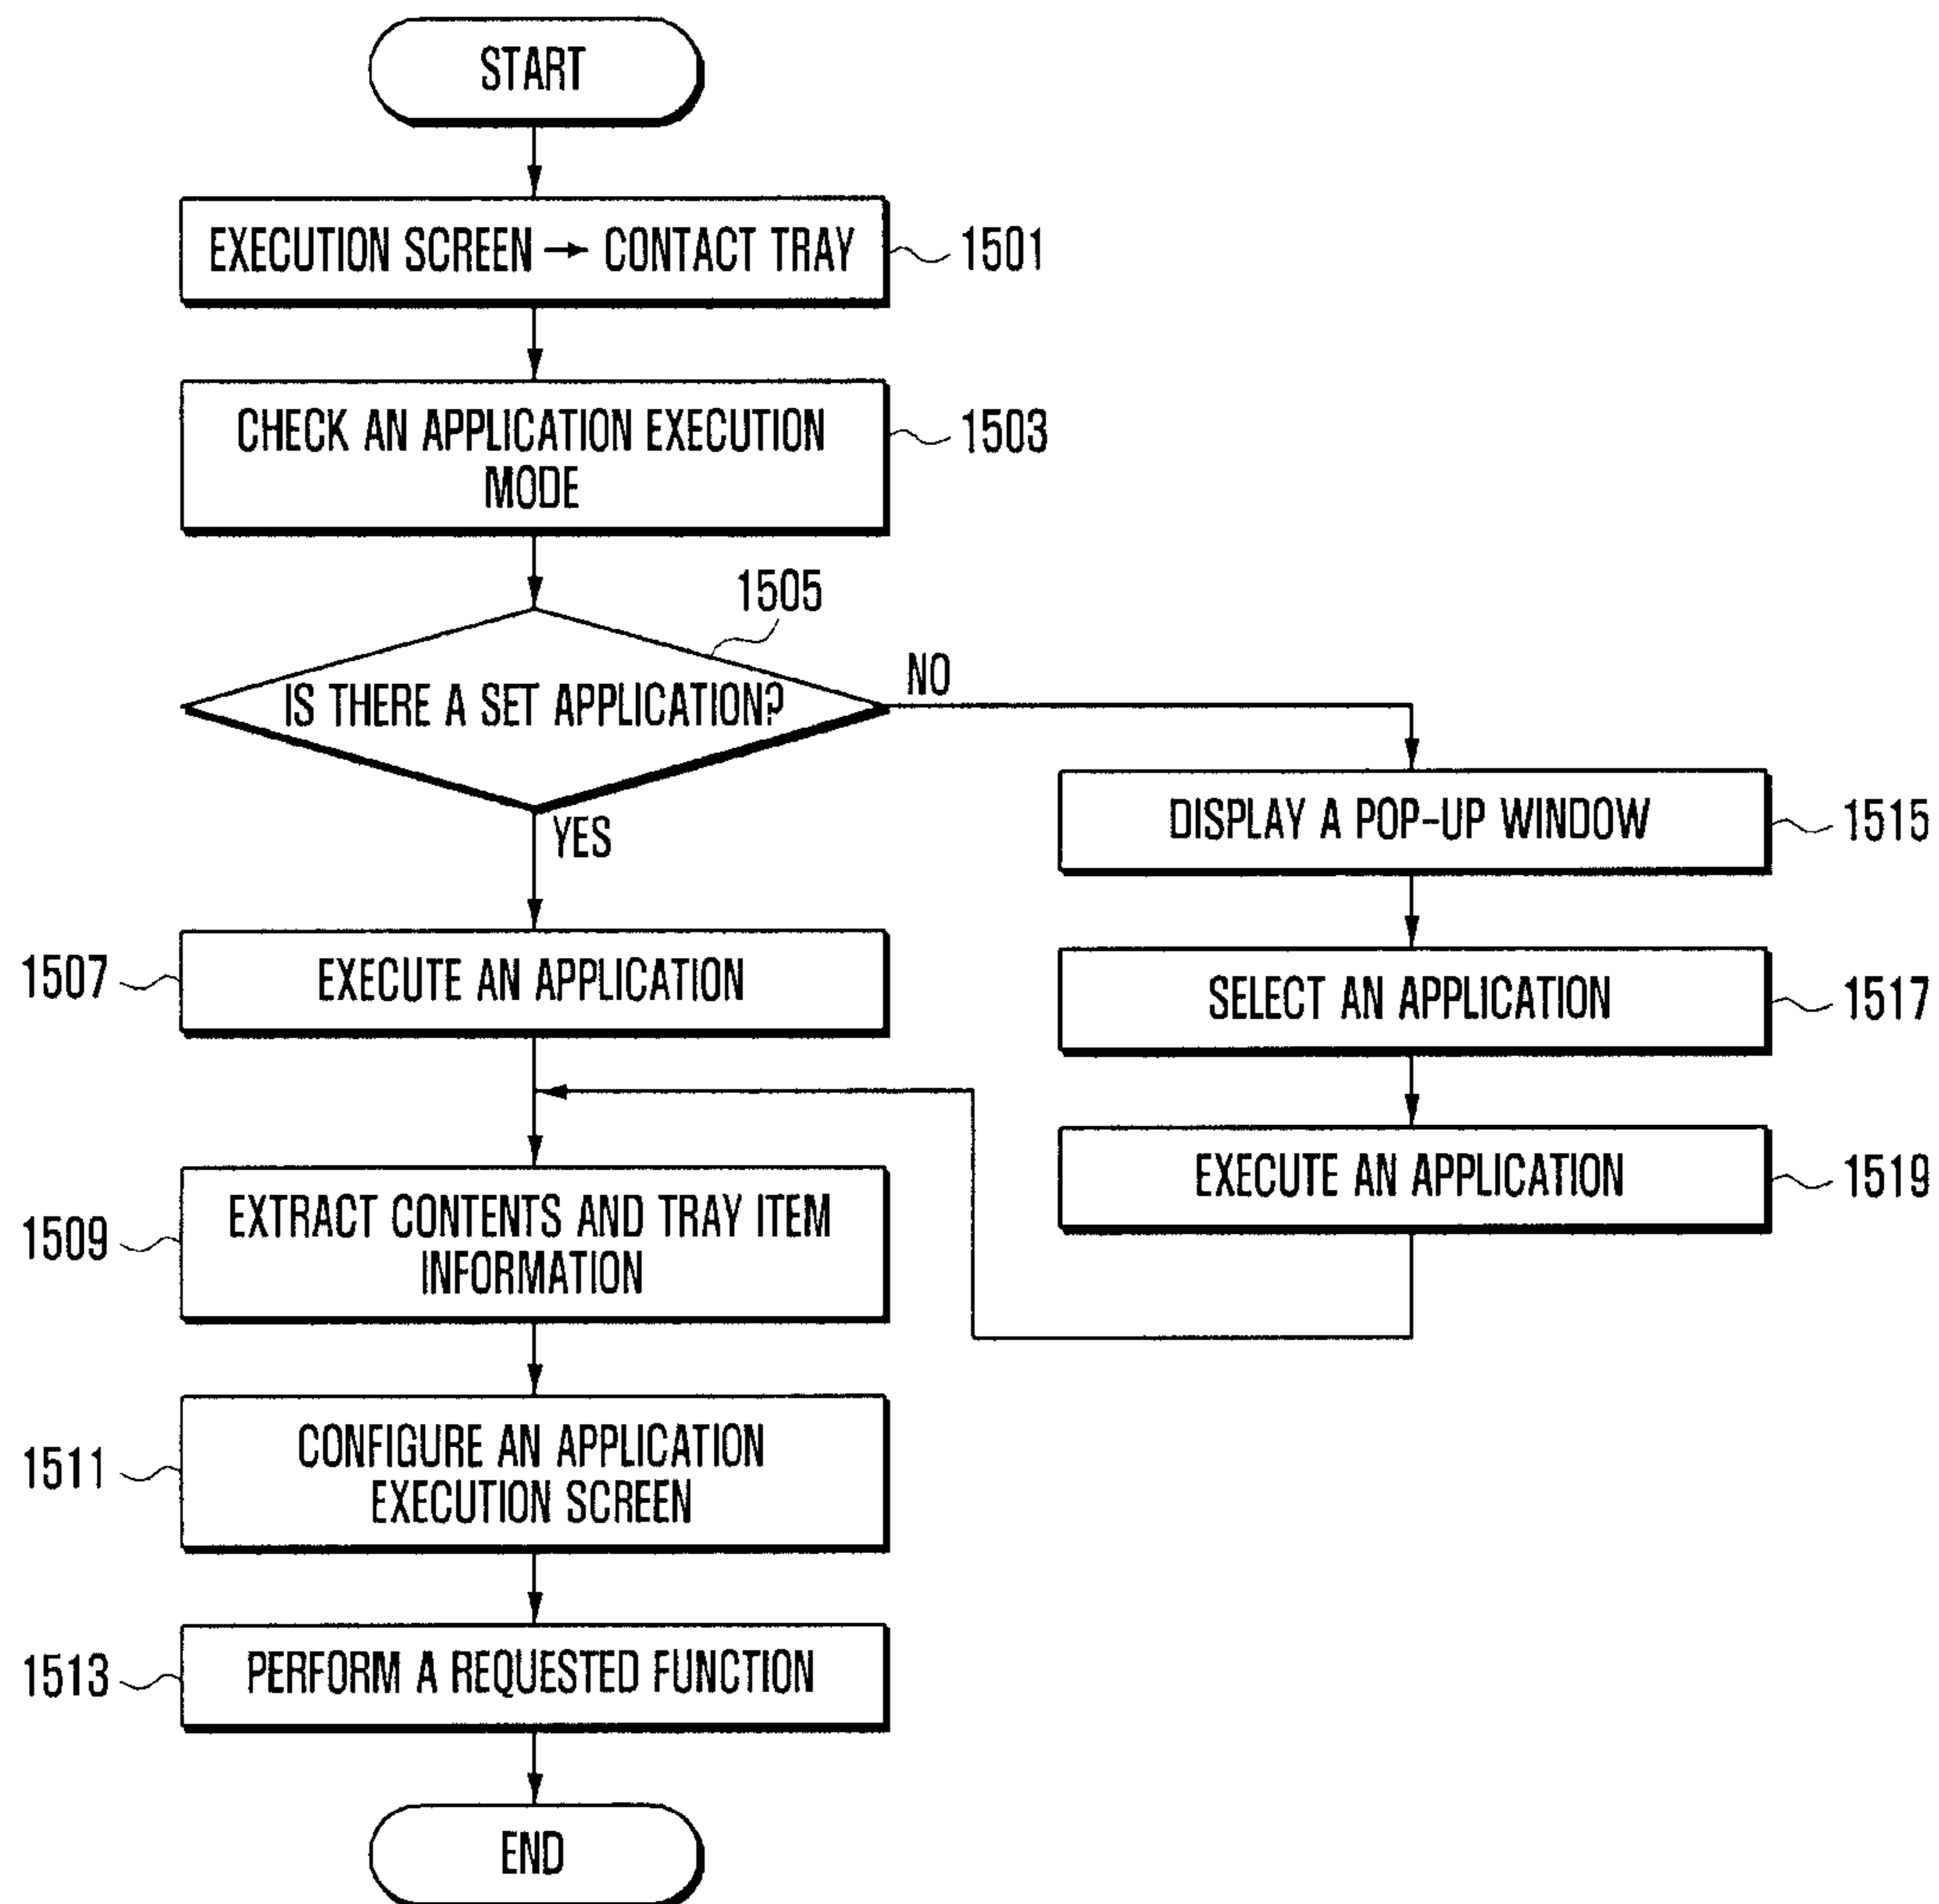 START
EXECUTION SCREEN → CONTACT TRAY
1501
CHECK AN APPLICATION EXECUTION
MODE
1503
1505
IS THERE A SET APPLICATION?
NO
YES
DISPLAY A POP-UP WINDOW
1515
SELECT AN APPLICATION
1517
EXECUTE AN APPLICATION
1519
1507
EXECUTE AN APPLICATION
1509
EXTRACT CONTENTS AND TRAY ITEM
INFORMATION
1511
CONFIGURE AN APPLICATION
EXECUTION SCREEN
1513
PERFORM A REQUESTED FUNCTION
END